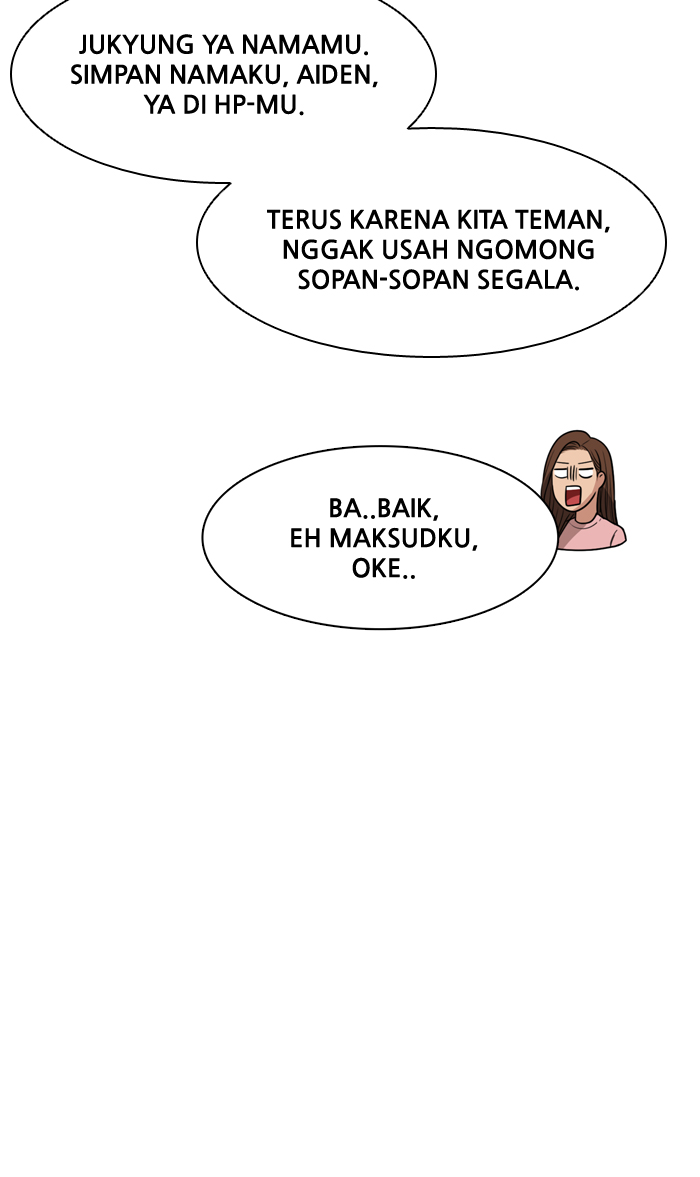 JUKYUNG YA NAMAMU.
SIMPAN NAMAKU, AIDEN,
YA DI HP-MU.
TERUS KARENA KITA TEMAN,
NGGAK USAH NGOMONG
SOPAN-SOPAN SEGALA.
BA..BAIK,
EH MAKSUDKU,
OKE..